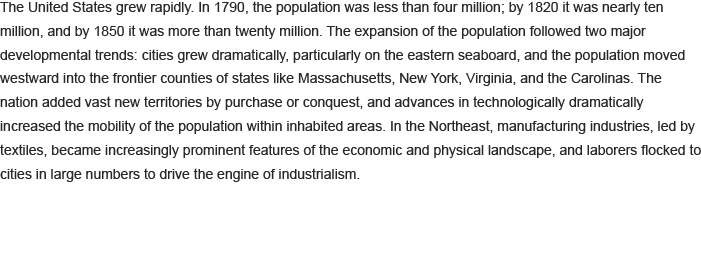 The United States grew rapidly. In 1790, the population was less than four million; by 1820 it was nearly ten
million, and by 1850 it was more than twenty million. The expansion of the population followed two major
developmental trends: cities grew dramatically, particularly on the eastern seaboard, and the population moved
westward into the frontier counties of states like Massachusetts, New York, Virginia, and the Carolinas. The
nation added vast new territories by purchase or conquest, and advances in technologically dramatically
increased the mobility of the population within inhabited areas. In the Northeast, manufacturing industries, led by
textiles, became increasingly prominent features of the economic and physical landscape, and laborers flocked to
cities in large numbers to drive the engine of industrialism.